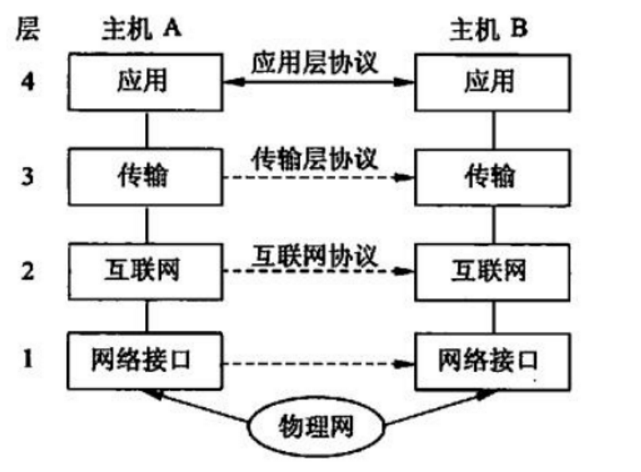 层 主机 A 主机 B
4 应用 应用层协议 应用
3 传输 传输层协议 传输
2 互联网 互联网协议 互联网
1 网络接口 网络接口
物理网